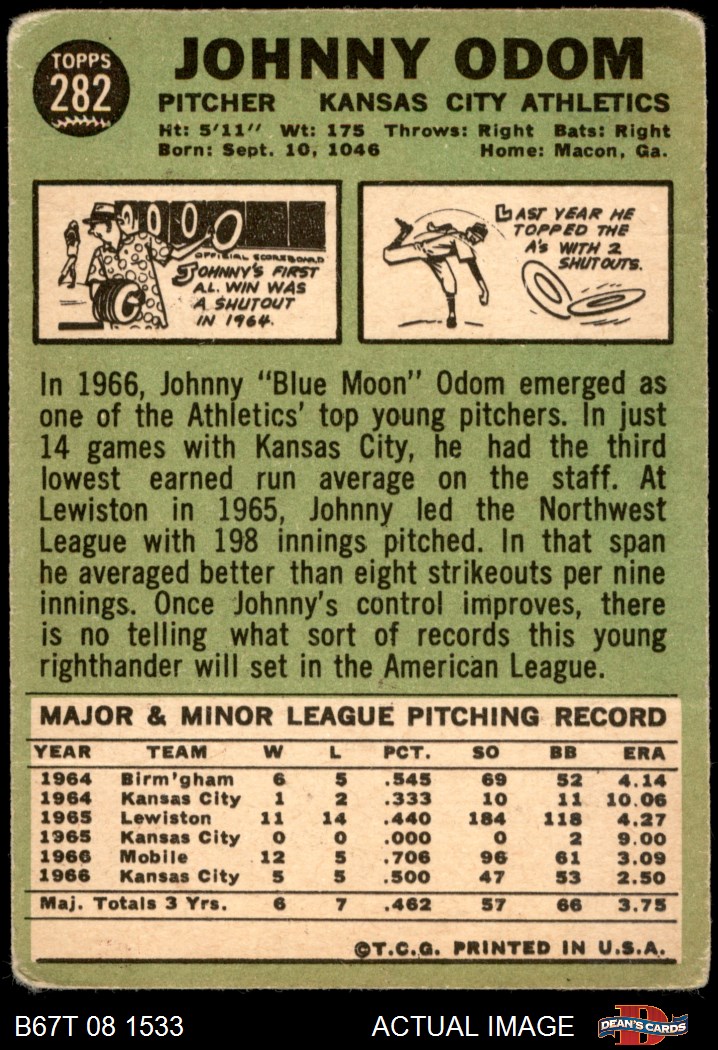 TOPPS
282
JOHNNY ODOM
PITCHER KANSAS CITY ATHLETICS
Ht: 5'11" Wt: 175 Throws: Right Bats: Right
Born: Sept. 10, 1046 Home: Macon, Ga.
2000
OFFICIAL SCOREBOARD
JOHNNY'S FIRST
A.L. WIN WAS
A SHUTOUT
IN 1964.
LAST YEAR HE
TOPPED THE
A'S WITH 2
SHUTOUTS.
In 1966, Johnny "Blue Moon" Odom emerged as
one of the Athletics' top young pitchers. In just
14 games with Kansas City, he had the third
lowest earned run average on the staff. At
Lewiston in 1965, Johnny led the Northwest
League with 198 innings pitched. In that span
he averaged better than eight strikeouts per nine
innings. Once Johnny's control improves, there
is no telling what sort of records this young
righthander will set in the American League.
MAJOR & MINOR LEAGUE PITCHING RECORD
YEAR TEAM W L PCT. SO BB ERA
1964 Birm'gham 6 5 .545 69 52 4.14
1964 Kansas City 1 2 .333 10 11 10.06
1965 Lewiston 11 14 .440 184 118 4.27
1965 Kansas City 0 0 .000 0 2 9.00
1966 Mobile 12 5 .706 96 61 3.09
1966 Kansas City 5 5 .500 47 53 2.50
Maj. Totals 3 Yrs. 6 7 .462 57 66 3.75
©T.C.G. PRINTED IN U.S.A.
B67T 08 1533 ACTUAL IMAGE
D
DEAN'S CARDS